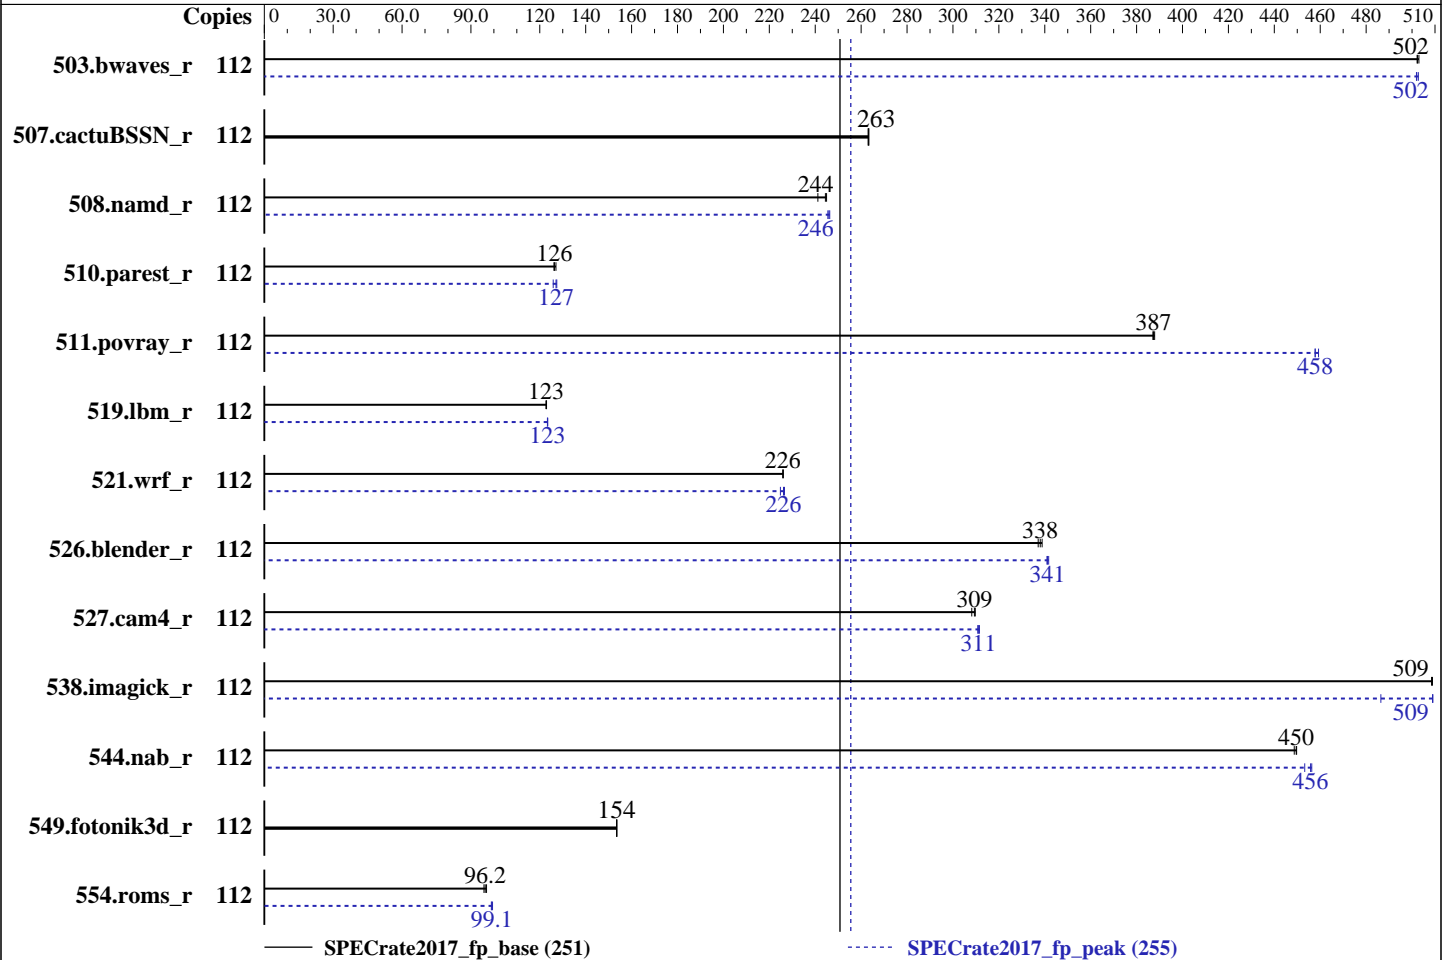 Copies 0 30.0 60.0 90.0 120 140 160 180 200 220 244 260 280 300 320 340 360 380 400 420 440 460 480 510
503.bwaves_r 112 502
502
507.cactuBSSN_r 112 263
508.namd_r 112 244
246
510.parest_r 112 126
127
511.povray_r 112 387
458
519.lbm_r 112 123
123
521.wrf_r 112 226
226
526.blender_r 112 338
341
527.cam4_r 112 309
311
538.imagick_r 112 509
509
544.nab_r 112 450
456
549.fotonik3d_r 112 154
554.roms_r 112 96.2
99.1
SPECrate2017_fp_base (251) SPECrate2017_fp_peak (255)